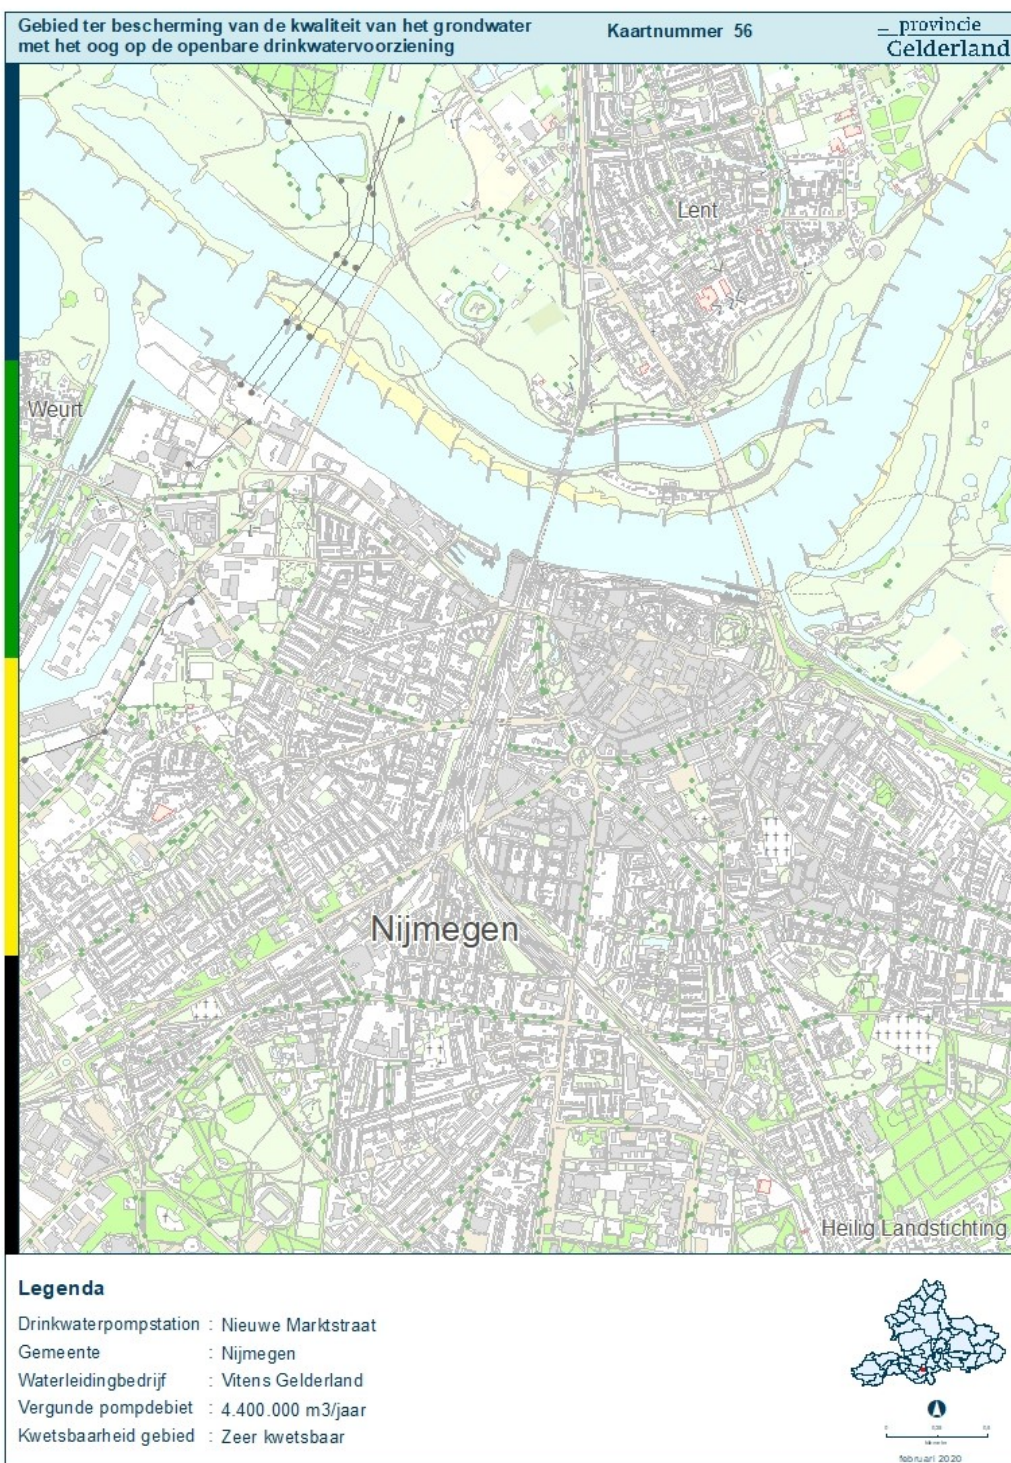 Gebied ter bescherming van de kwaliteit van het grondwater
met het oog op de openbare drinkwatervoorziening
Kaartnummer 56
provincie
Gelderland
Lent
Weurt
Nijmegen
Heilig Landstichting
Legenda
Drinkwaterpompstation : Nieuwe Marktstraat
Gemeente : Nijmegen
Waterleidingbedrijf : Vitens Gelderland
Vergunde pompdebiet : 4.400.000 m3/jaar
Kwetsbaarheid gebied : Zeer kwetsbaar
februari 2020